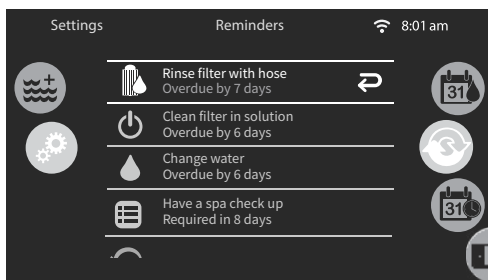 Settings
Reminders
8:01 am
Rinse filter with hose
Overdue by 7 days
Clean filter in solution
Overdue by 6 days
Change water
Overdue by 6 days
Have a spa check up
Required in 8 days
31
31